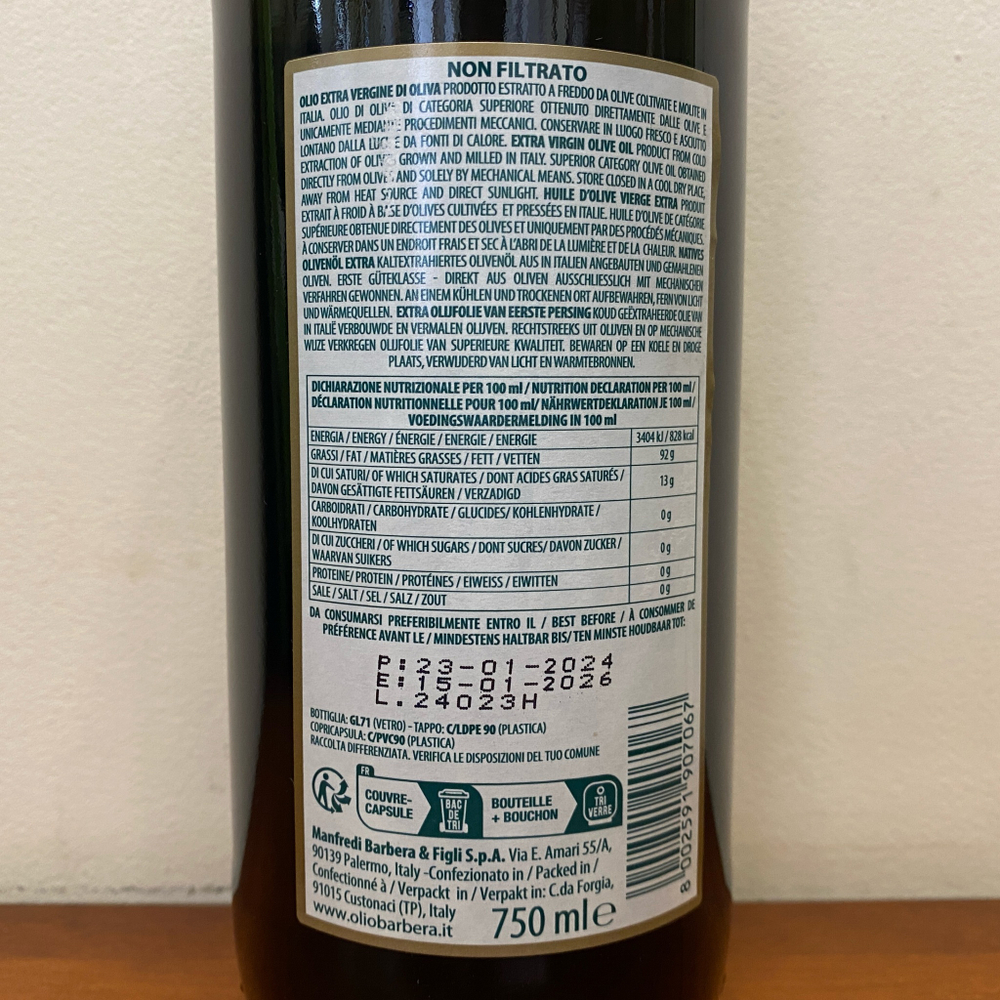 NON FILTRATO
OLIO EXTRA VERGINE DI OLIVA PRODOTTO ESTRATTO A FREDDO DA OLIVE COLTIVATE E MOLITE IN
ITALIA. OLIO DI OLIVA DI CATEGORIA SUPERIORE OTTENUTO DIRETTAMENTE DALLE OLIVE E
UNICAMENTE MEDIANTE PROCEDIMENTI MECCANICI. CONSERVARE IN LUOGO FRESCO E ASCIUTTO
LONTANO DALLA LUCE E DA FONTI DI CALORE. EXTRA VIRGIN OLIVE OIL PRODUCT FROM COLD
EXTRACTION OF OLIVES GROWN AND MILLED IN ITALY. SUPERIOR CATEGORY OLIVE OIL OBTAINED
DIRECTLY FROM OLIVES AND SOLELY BY MECHANICAL MEANS. STORE CLOSED IN A COOL DRY PLACE,
AWAY FROM HEAT SOURCE AND DIRECT SUNLIGHT. HUILE D'OLIVE VIERGE EXTRA PRODUIT
EXTRAIT À FROID À BASE D'OLIVES CULTIVÉES ET PRESSÉES EN ITALIE. HUILE D'OLIVE DE CATÉGORIE
SUPÉRIEURE OBTENUE DIRECTEMENT DES OLIVES ET UNIQUEMENT PAR DES PROCÉDÉS MÉCANIQUES.
À CONSERVER DANS UN ENDROIT FRAIS ET SEC À L'ABRI DE LA LUMIÈRE ET DE LA CHALEUR. NATIVES
OLIVENÖL EXTRA KALTEXTRAHIERTES OLIVENÖL AUS IN ITALIEN ANGEBAUTEN UND GEMAHLENEN
OLIVEN. ERSTE GÜTEKLASSE - DIREKT AUS OLIVEN AUSSCHLIESSLICH MIT MECHANISCHEN
VERFAHREN GEWONNEN. AN EINEM KÜHLEN UND TROCKENEN ORT AUFBEWAHREN, FERN VON LICHT
UND WÄRMEQUELLEN. EXTRA OLIJFOLIE VAN EERSTE PERSING KOUD GEËXTRAHEERDE OLIE VAN
IN ITALIË VERBOUWDE EN VERMALEN OLIJVEN. RECHTSTREEKS UIT OLIJVEN EN OP MECHANISCHE
WIJZE VERKREGEN OLIJFOLIE VAN SUPERIEURE KWALITEIT. BEWAREN OP EEN KOELE EN DROGE
PLAATS, VERWIJDERD VAN LICHT EN WARMTEBRONNEN.
DICHIARAZIONE NUTRIZIONALE PER 100 ml / NUTRITION DECLARATION PER 100 ml /
DÉCLARATION NUTRITIONNELLE POUR 100 ml/ NÄHRWERTDEKLARATION JE 100 ml /
VOEDINGSWAARDERMELDING IN 100 ml
ENERGIA / ENERGY / ÉNERGIE / ENERGIE / ENERGIE 3404 kJ / 828 kcal
GRASSI / FAT / MATIÈRES GRASSES / FETT / VETTEN 92 g
DI CUI SATURI/ OF WHICH SATURATES / DONT ACIDES GRAS SATURÉS /
DAVON GESÄTTIGTE FETTSÄUREN / VERZADIGD 13 g
CARBOIDRATI / CARBOHYDRATE / GLUCIDES/ KOHLENHYDRATE /
KOOLHYDRATEN 0 g
DI CUI ZUCCHERI / OF WHICH SUGARS / DONT SUCRES/ DAVON ZUCKER /
WAARVAN SUIKERS 0 g
PROTEINE/ PROTEIN / PROTÉINES / EIWEISS / EIWITTEN 0 g
SALE / SALT / SEL / SALZ / ZOUT 0 g
DA CONSUMARSI PREFERIBILMENTE ENTRO IL / BEST BEFORE / À CONSOMMER DE
PRÉFÉRENCE AVANT LE / MINDESTENS HALTBAR BIS/ TEN MINSTE HOUDBAAR TOT:
P:23-01-2024
E:15-01-2026
L.24023H
BOTTIGLIA: GL71 (VETRO) - TAPPO: C/LDPE 90 (PLASTICA)
COPRICAPSULA: C/PVC90 (PLASTICA)
RACCOLTA DIFFERENZIATA. VERIFICA LE DISPOSIZIONI DEL TUO COMUNE
FR
COUVRE-
CAPSULE
BAC
DE
TRI
BOUTEILLE
+ BOUCHON
TRI
VERRE
Manfredi Barbera & Figli S.p.A. Via E. Amari 55/A,
90139 Palermo, Italy -Confezionato in / Packed in /
Confectionné à / Verpackt in / Verpakt in: C.da Forgia,
91015 Custonaci (TP), Italy
www.oliobarbera.it
750 ml e
8 002591 907067